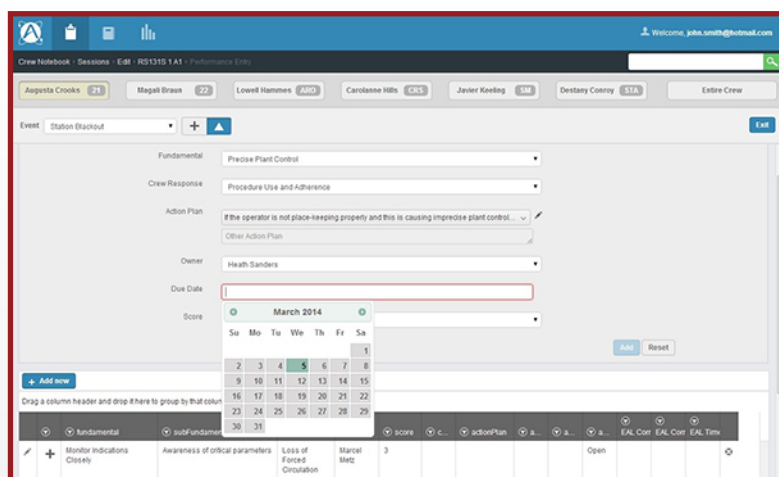 Welcome, john.smith@hotmail.com
Crew Notebook › Sessions › Edit › RS131S 1 A1 › Performance Entry
Augusta Crooks 21 Magali Braun 22 Lowell Hammes ARO Carolanne Hills CRS Javier Keeling SM Destany Conroy STA Entire Crew
Event Station Blackout Exit
Fundamental Precise Plant Control
Crew Response Procedure Use and Adherence
Action Plan If the operator is not place-keeping properly and this is causing imprecise plant control...
Other Action Plan
Owner Heath Sanders
Due Date
March 2014
Score
Su Mo Tu We Th Fr Sa
1
2 3 4 5 6 7 8
9 10 11 12 13 14 15
16 17 18 19 20 21 22
23 24 25 26 27 28 29
30 31
Add Reset
+ Add new
Drag a column header and drop it here to group by that colun
fundamental subFundamen score c... actionPlan a... a... a... EAL Corr EAL Corr EAL Time
Monitor Indications Awareness of critical parameters Loss of Marcel 3 Open
Closely Forced Metz
Circulation